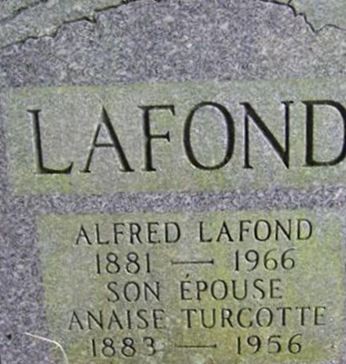 LAFOND
ALFRED LAFOND
1881 — 1966
SON ÉPOUSE
ANAISE TURCOTTE
1883 — 1956